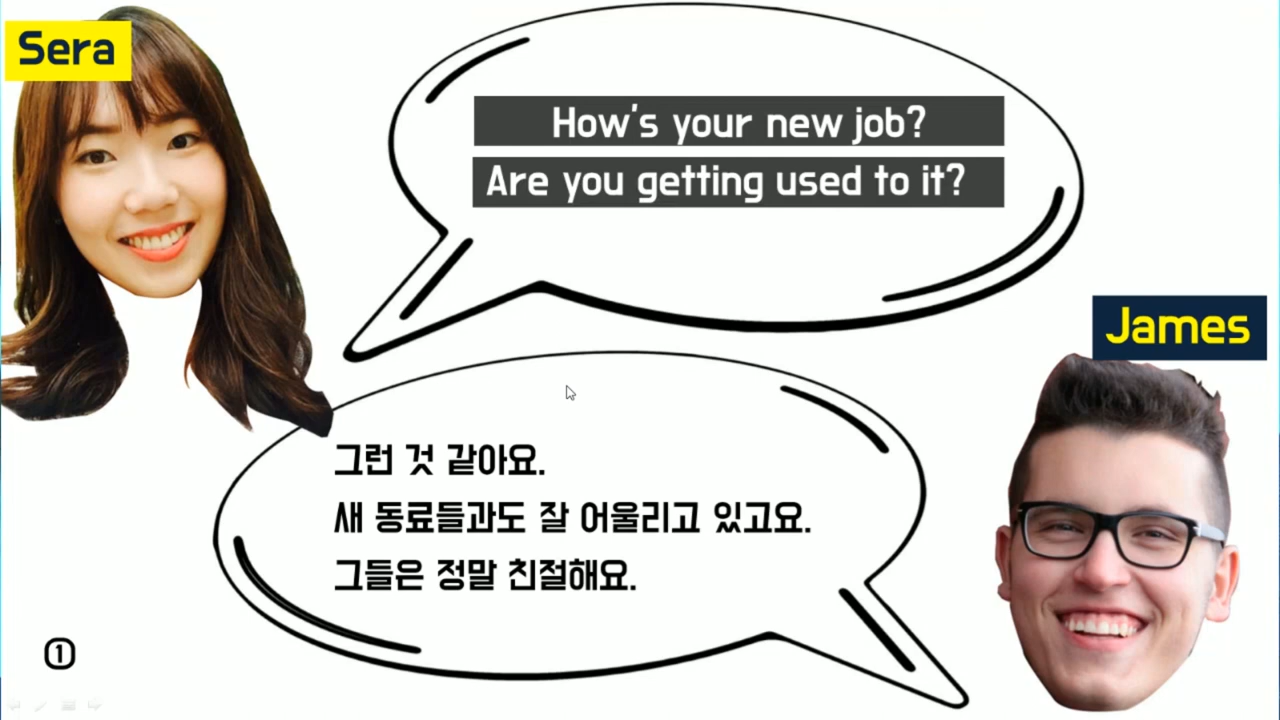 Sera
How's your new job?
Are you getting used to it?
James
그런 것 같아요.
새 동료들과도 잘 어울리고 있고요.
그들은 정말 친절해요.
①